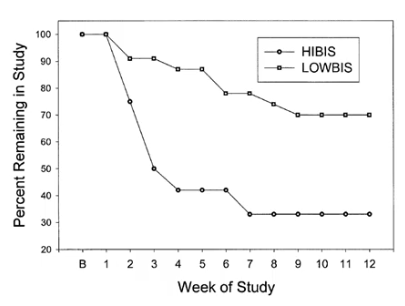 100
90
80
70
60
50
40
30
20
Percent Remaining in Study
HIBIS
LOWBIS
B 1 2 3 4 5 6 7 8 9 10 11 12
Week of Study